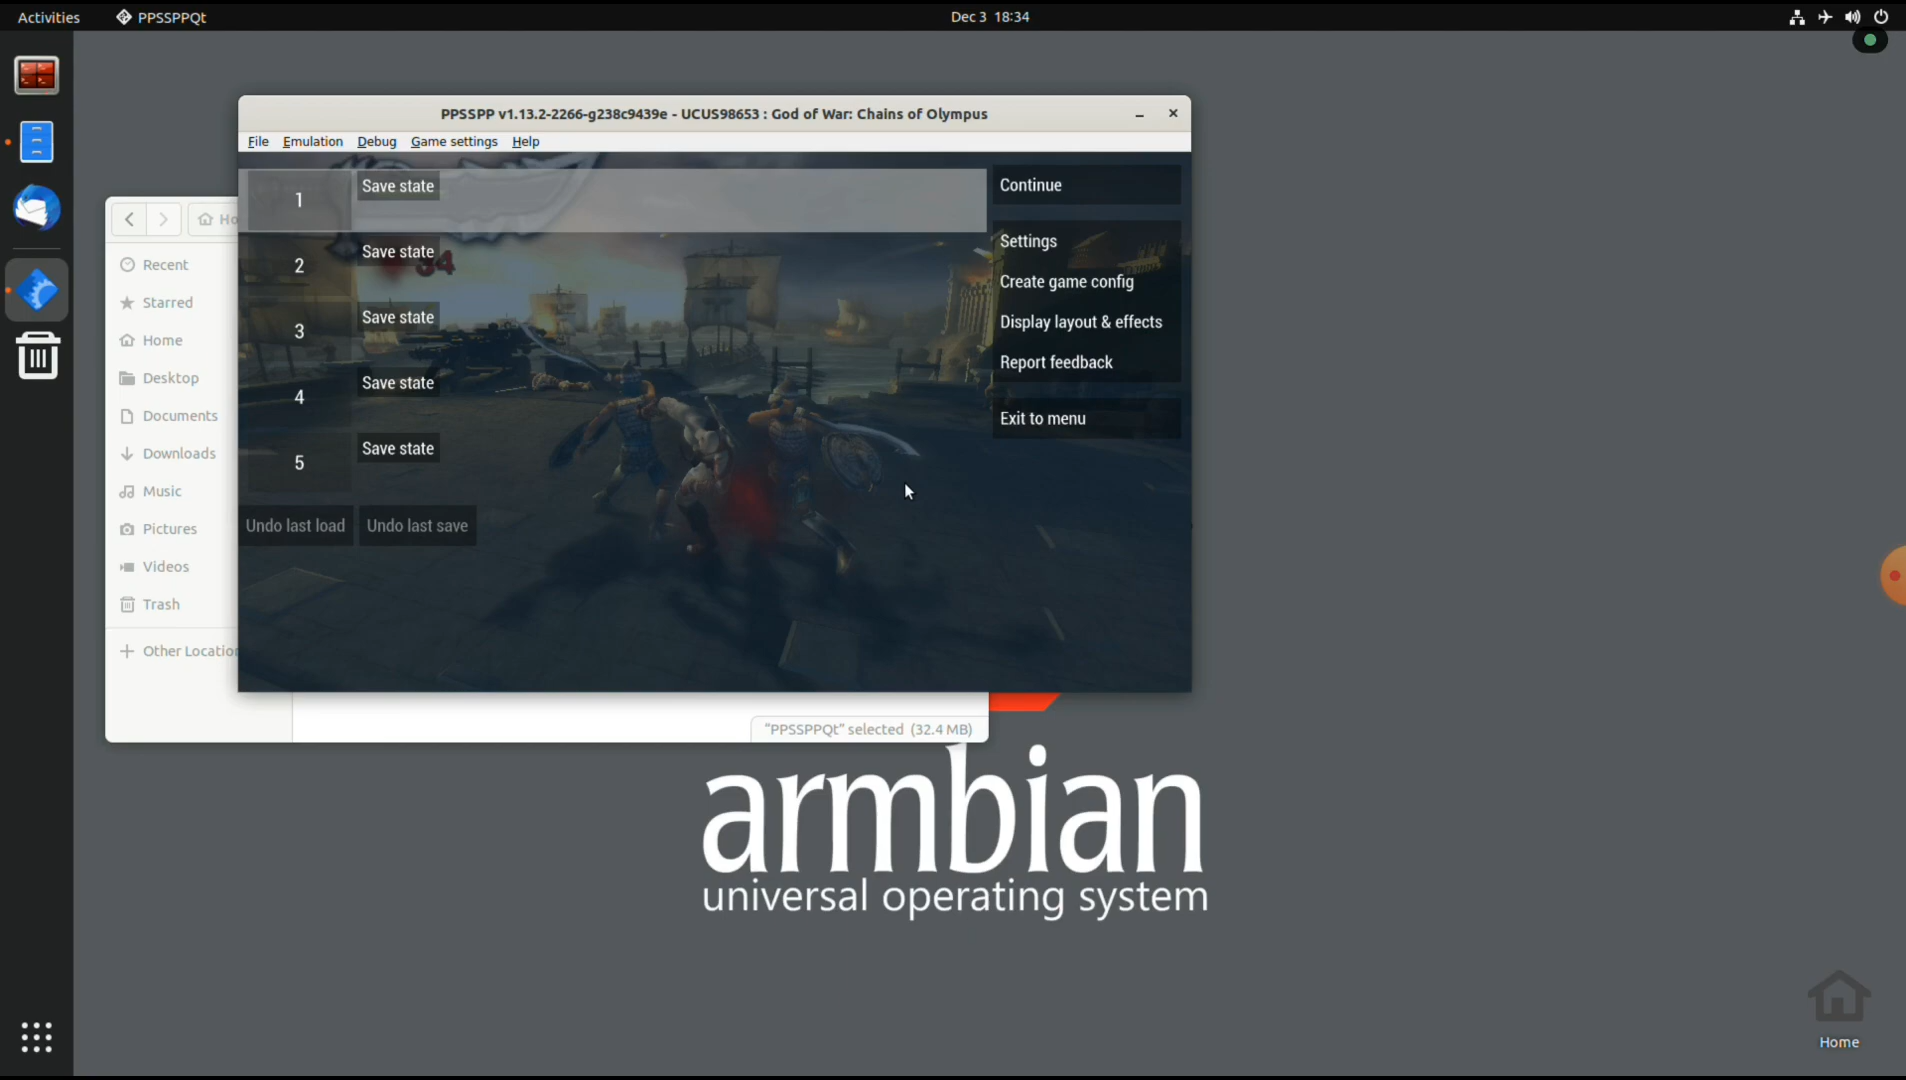 Activities
PPSSPPQt
Dec 3 18:34
PPSSPP v1.13.2-2266-g238c9439e - UCUS98653 : God of War: Chains of Olympus
File Emulation Debug Game settings Help
1 Save state
2 Save state
34
3 Save state
4 Save state
5 Save state
Undo last load Undo last save
Continue
Settings
Create game config
Display layout & effects
Report feedback
Exit to menu
Ho
Recent
Starred
Home
Desktop
Documents
Downloads
Music
Pictures
Videos
Trash
Other Location
"PPSSPPQt" selected (32.4 MB)
armbian
universal operating system
Home